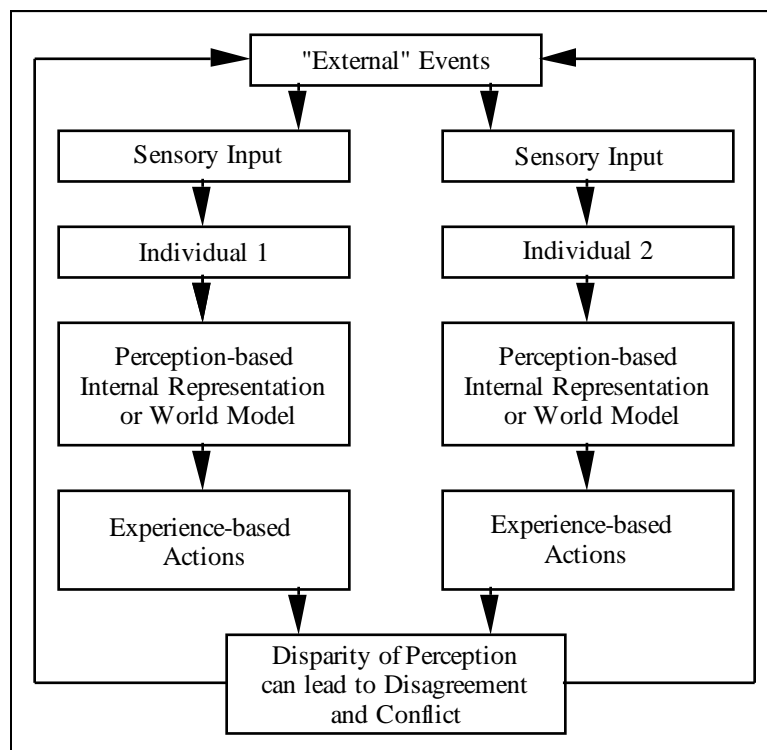 "External" Events
Sensory Input
Sensory Input
Individual 1
Individual 2
Perception-based
Internal Representation
or World Model
Perception-based
Internal Representation
or World Model
Experience-based
Actions
Experience-based
Actions
Disparity of Perception
can lead to Disagreement
and Conflict